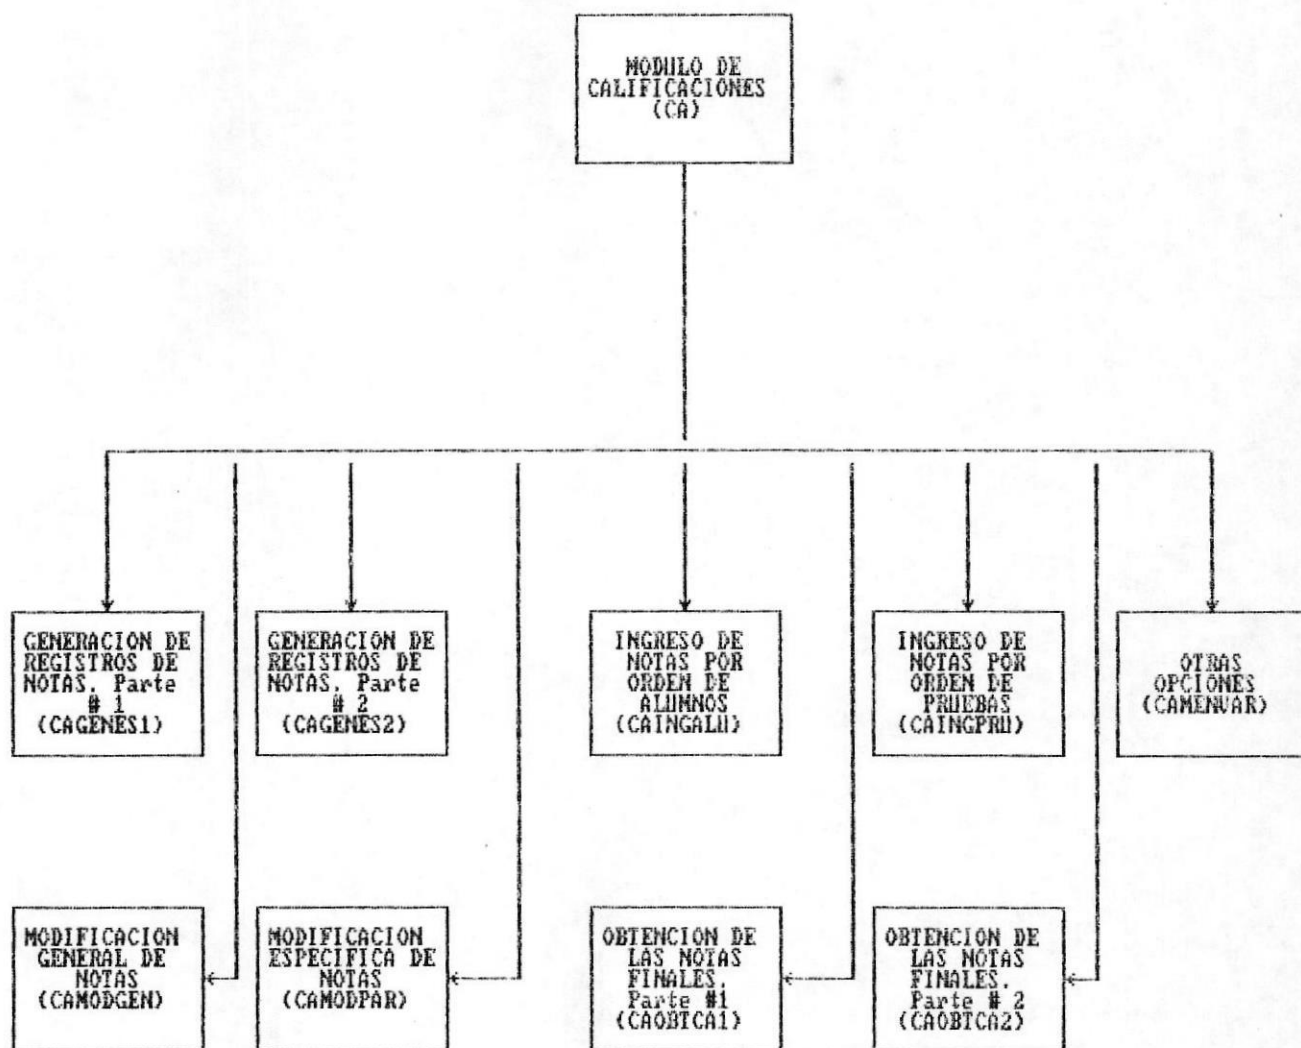 MODULO DE
CALIFICACIONES
(CA)
GENERACION DE
REGISTROS DE
NOTAS. Parte
# 1
(CAGENES1)
GENERACION DE
REGISTROS DE
NOTAS. Parte
# 2
(CAGENES2)
INGRESO DE
NOTAS POR
ORDEN DE
ALUMNOS
(CAINGALU)
INGRESO DE
NOTAS POR
ORDEN DE
PRUEBAS
(CAINGPRU)
OTRAS
OPCIONES
(CAMENVAR)
MODIFICACION
GENERAL DE
NOTAS
(CAMODGEN)
MODIFICACION
ESPECIFICA DE
NOTAS
(CAMODPAR)
OBTENCION DE
LAS NOTAS
FINALES.
Parte #1
(CAOBTCA1)
OBTENCION DE
LAS NOTAS
FINALES.
Parte # 2
(CAOBTCA2)